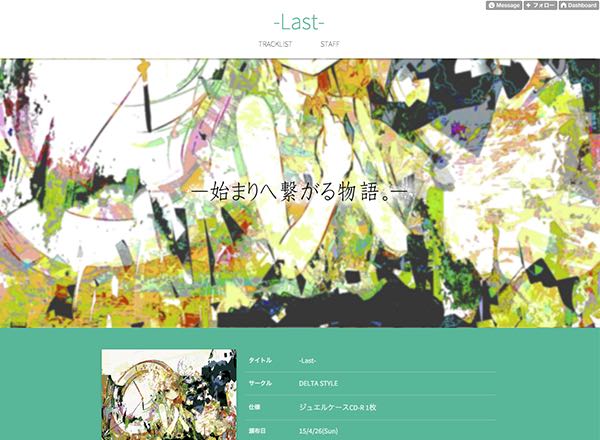 Message
フォロー
Dashboard
-Last-
TRACKLIST
STAFF
—始まりへ繋がる物語。—
タイトル
-Last-
サークル
DELTA STYLE
仕様
ジュエルケースCD-R 1枚
頒布日
15/4/26(Sun)